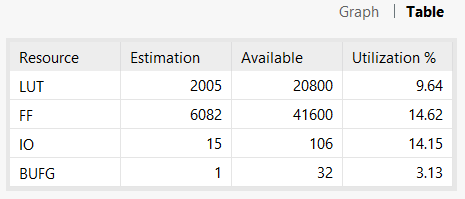 Graph | Table
Resource Estimation Available Utilization %
LUT 2005 20800 9.64
FF 6082 41600 14.62
IO 15 106 14.15
BUFG 1 32 3.13